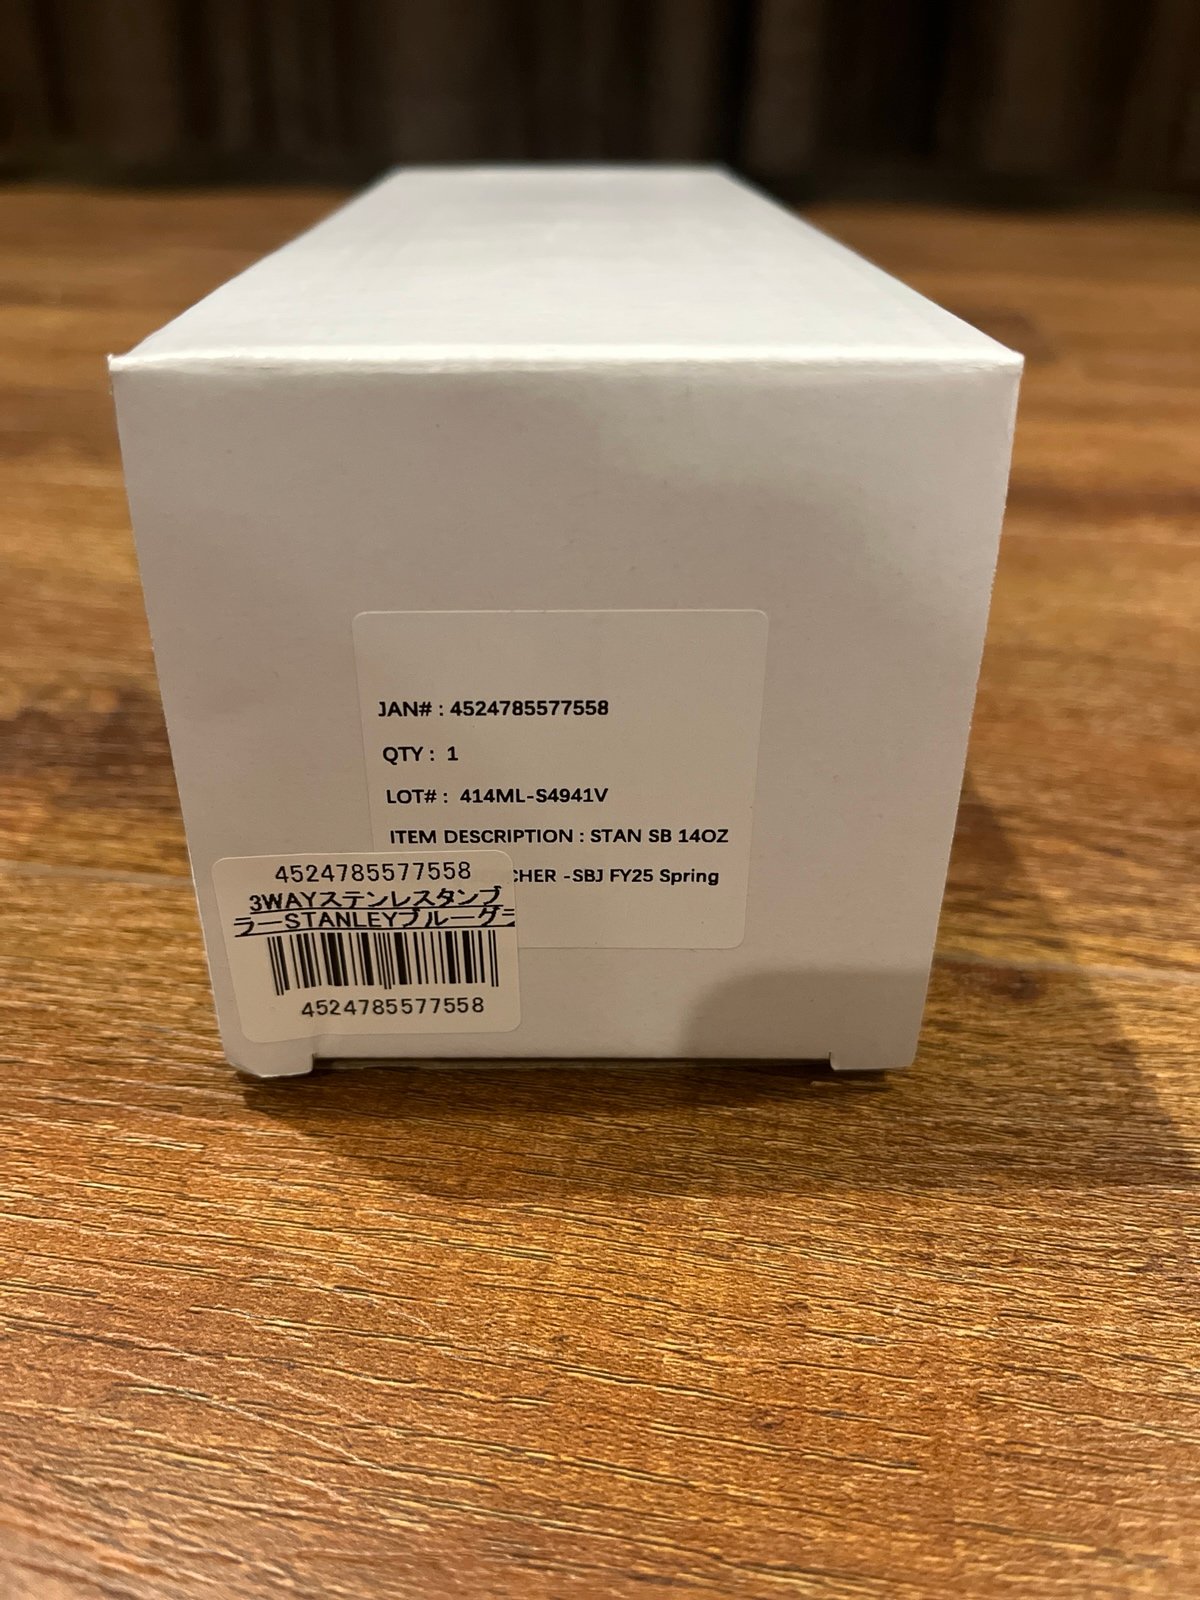 JAN# : 4524785577558
QTY : 1
LOT# : 414ML-S4941V
ITEM DESCRIPTION : STAN SB 14OZ
CHER -SBJ FY25 Spring
4524785577558
3WAYステンレスタンブ
ラーSTANLEYブルーグラ
4524785577558